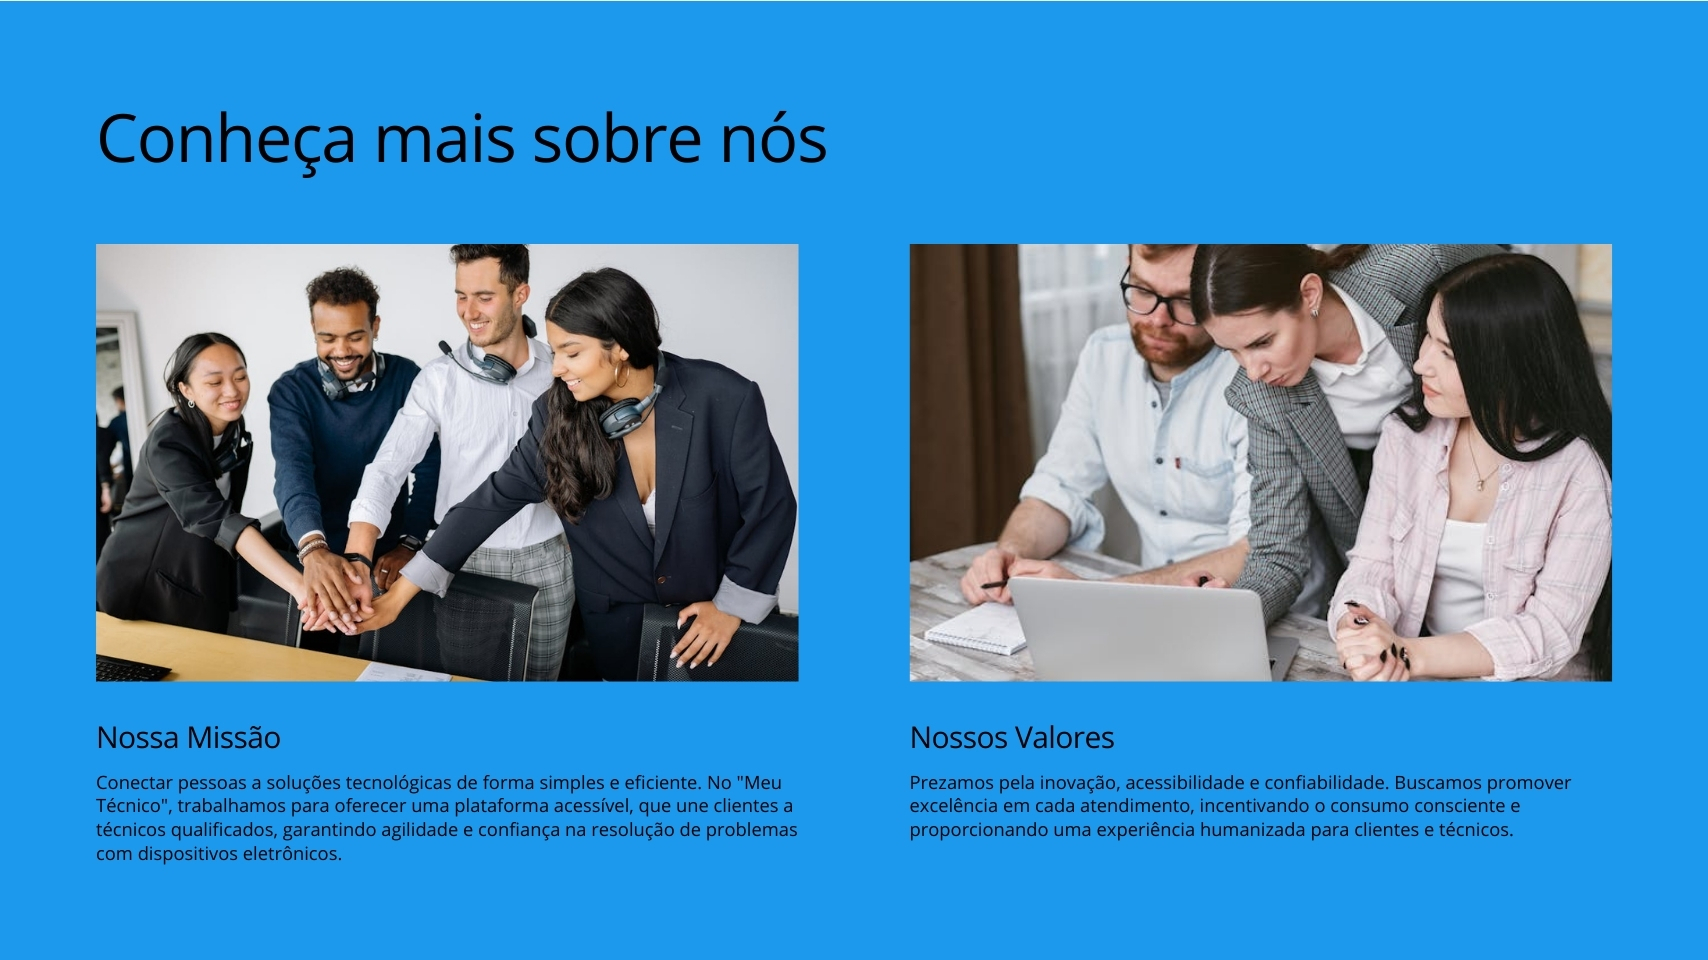 Conheça mais sobre nós
Nossa Missão
Conectar pessoas a soluções tecnológicas de forma simples e eficiente. No "Meu
Técnico", trabalhamos para oferecer uma plataforma acessível, que une clientes a
técnicos qualificados, garantindo agilidade e confiança na resolução de problemas
com dispositivos eletrônicos.
Nossos Valores
Prezamos pela inovação, acessibilidade e confiabilidade. Buscamos promover
excelência em cada atendimento, incentivando o consumo consciente e
proporcionando uma experiência humanizada para clientes e técnicos.